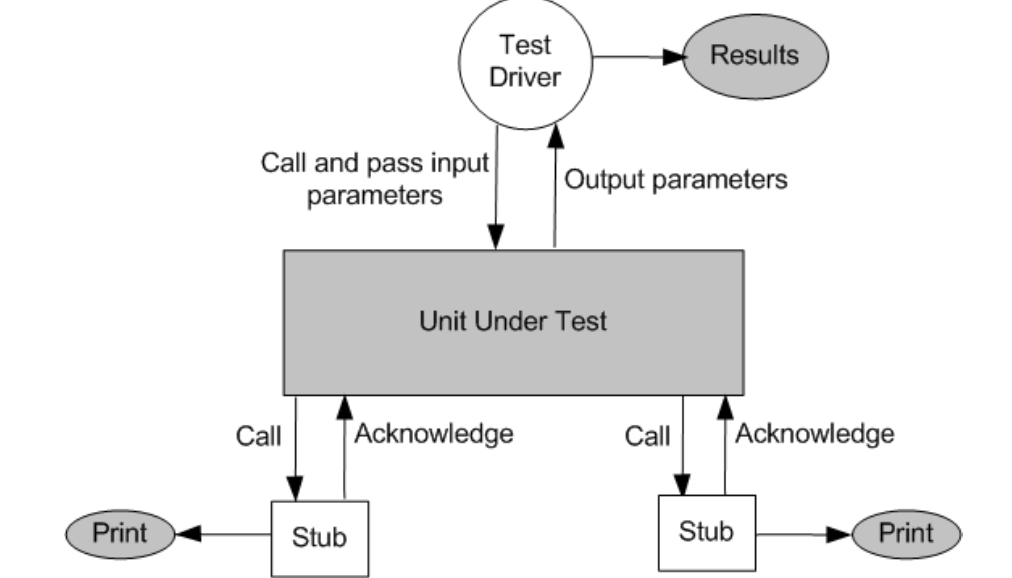 Test
Driver
Results
Call and pass input
parameters
Output parameters
Unit Under Test
Call
Acknowledge
Call
Acknowledge
Print
Stub
Stub
Print